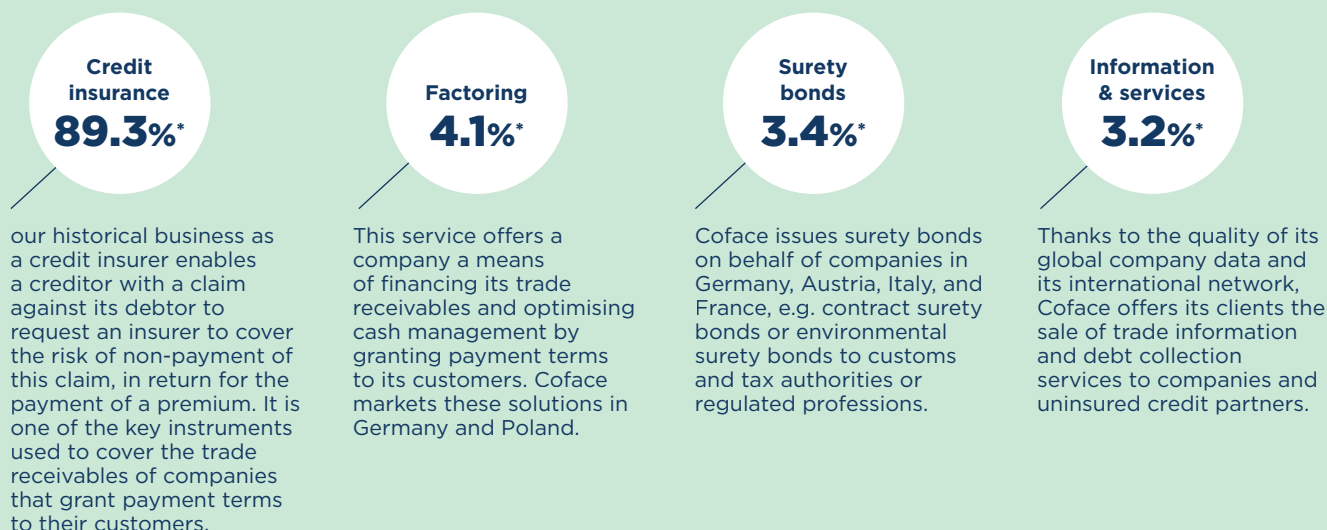 Credit
insurance
89.3%*
our historical business as
a credit insurer enables
a creditor with a claim
against its debtor to
request an insurer to cover
the risk of non-payment of
this claim, in return for the
payment of a premium. It is
one of the key instruments
used to cover the trade
receivables of companies
that grant payment terms
to their customers.
Factoring
4.1%*
This service offers a
company a means
of financing its trade
receivables and optimising
cash management by
granting payment terms
to its customers. Coface
markets these solutions in
Germany and Poland.
Surety
bonds
3.4%*
Coface issues surety bonds
on behalf of companies in
Germany, Austria, Italy, and
France, e.g. contract surety
bonds or environmental
surety bonds to customs
and tax authorities or
regulated professions.
Information
& services
3.2%*
Thanks to the quality of its
global company data and
its international network,
Coface offers its clients the
sale of trade information
and debt collection
services to companies and
uninsured credit partners.